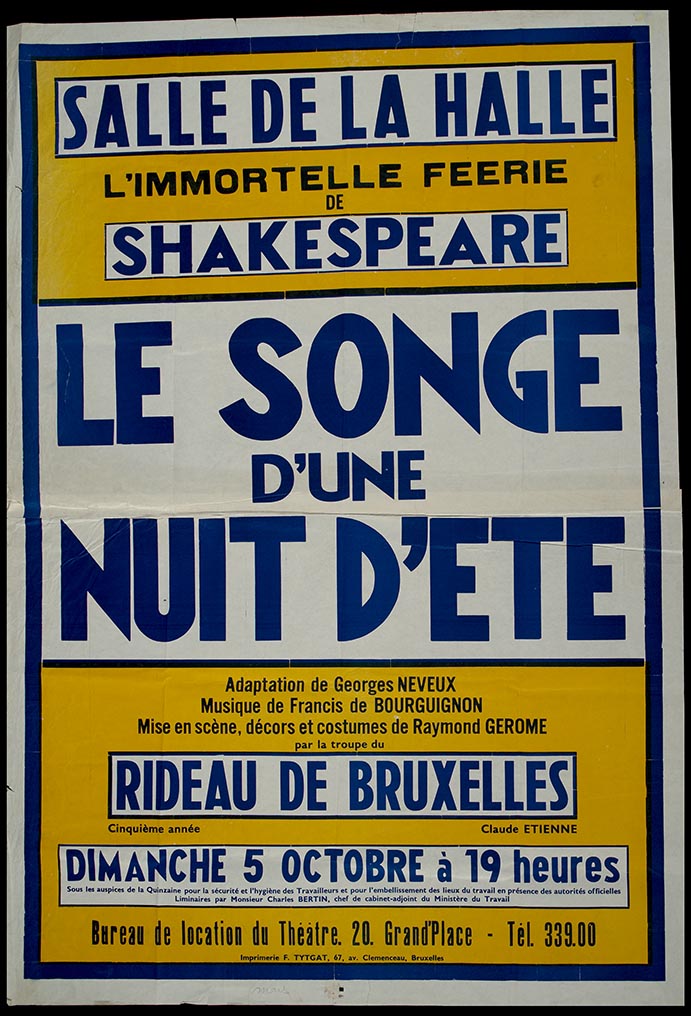 SALLE DE LA HALLE
L'IMMORTELLE FEERIE
DE
SHAKESPEARE
LE SONGE
D'UNE
NUIT D'ETE
Adaptation de Georges NEVEUX
Musique de Francis de BOURGUIGNON
Mise en scène, décors et costumes de Raymond GEROME
par la troupe du
RIDEAU DE BRUXELLES
Cinquième année Claude ETIENNE
DIMANCHE 5 OCTOBRE à 19 heures
Sous les auspices de la Quinzaine pour la sécurité et l'hygiène des Travailleurs et pour l'embellissement des lieux du travail en présence des autorités officielles
Liminaires par Monsieur Charles BERTIN, chef de cabinet-adjoint du Ministère du Travail
Bureau de location du Théâtre. 20. Grand'Place - Tél. 339.00
Imprimerie F. TYTGAT, 67, av. Clemenceau, Bruxelles